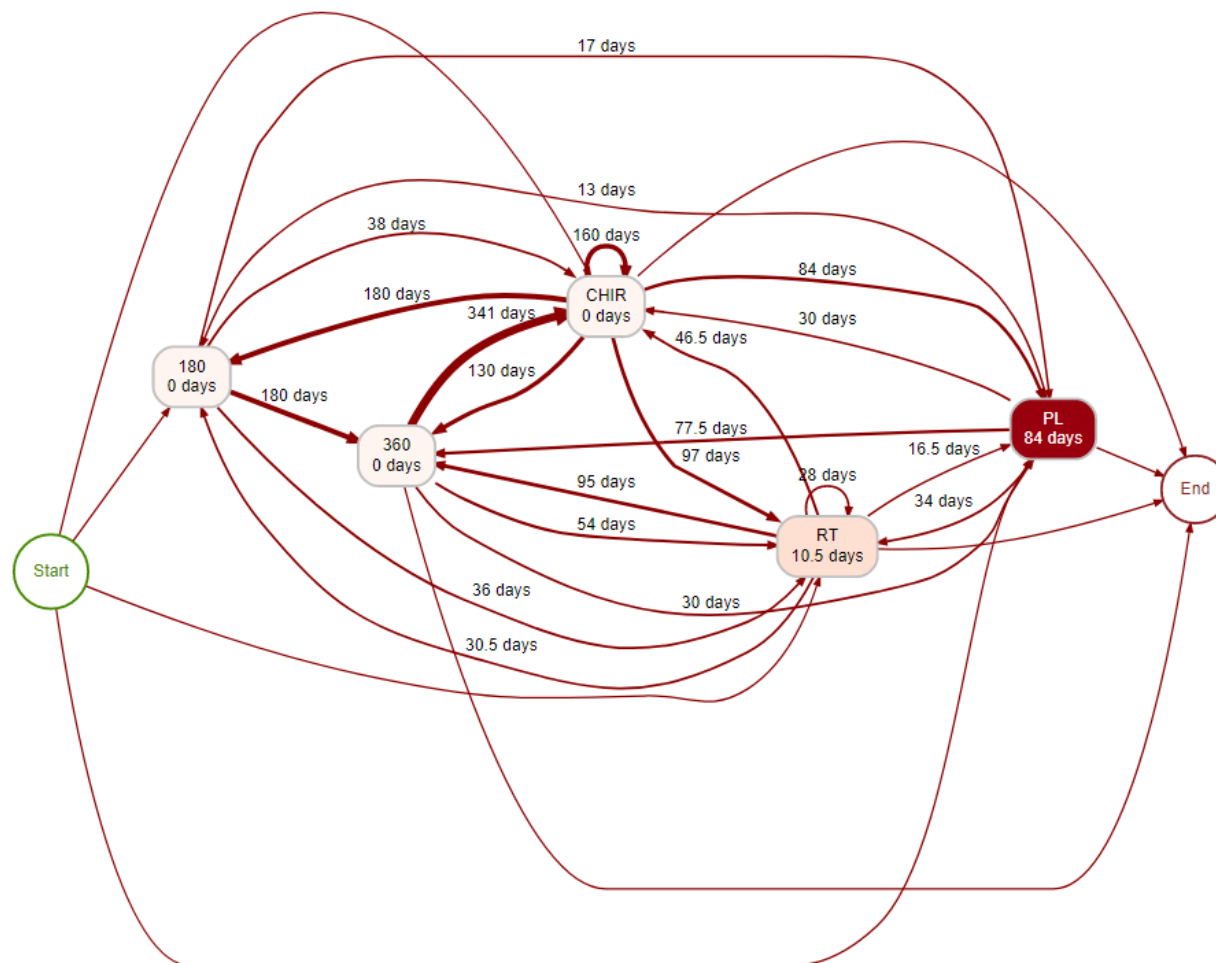 17 days
13 days
38 days
160 days
CHIR
0 days
84 days
180 days
341 days
30 days
46.5 days
180
0 days
130 days
180 days
360
0 days
77.5 days
PL
84 days
97 days
16.5 days
28 days
95 days
34 days
End
54 days
RT
10.5 days
Start
36 days
30 days
30.5 days